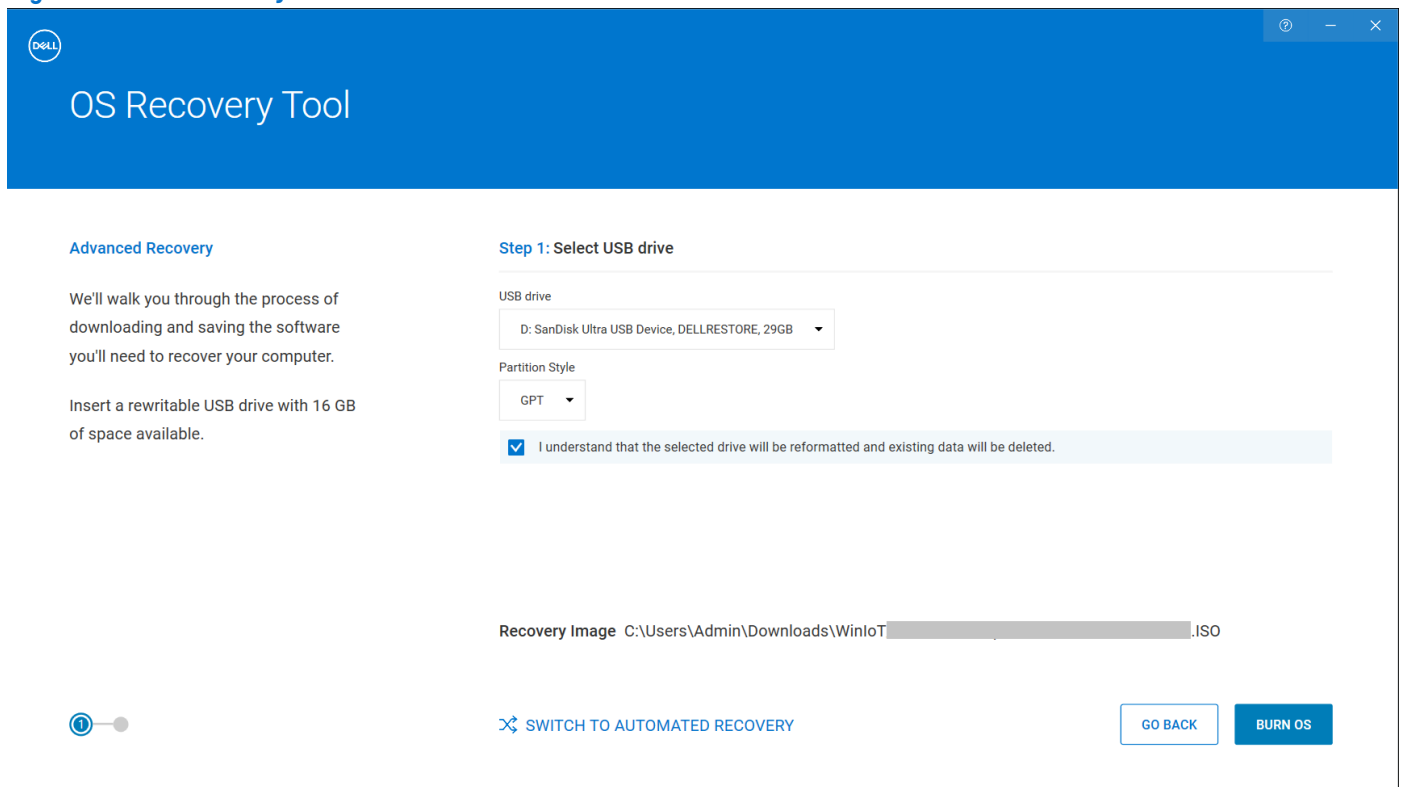 DELL
OS Recovery Tool
Advanced Recovery
We'll walk you through the process of
downloading and saving the software
you'll need to recover your computer.
Insert a rewritable USB drive with 16 GB
of space available.
Step 1: Select USB drive
USB drive
D: SanDisk Ultra USB Device, DELLRESTORE, 29GB
Partition Style
GPT
I understand that the selected drive will be reformatted and existing data will be deleted.
Recovery Image C:\Users\Admin\Downloads\WinIoT .ISO
1
SWITCH TO AUTOMATED RECOVERY
GO BACK
BURN OS